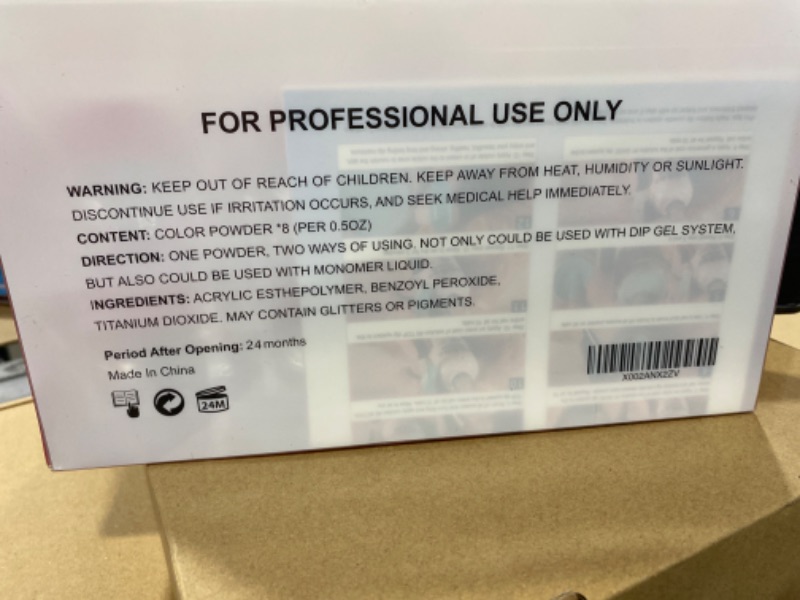 FOR PROFESSIONAL USE ONLY
WARNING: KEEP OUT OF REACH OF CHILDREN. KEEP AWAY FROM HEAT, HUMIDITY OR SUNLIGHT.
DISCONTINUE USE IF IRRITATION OCCURS, AND SEEK MEDICAL HELP IMMEDIATELY.
CONTENT: COLOR POWDER *8 (PER 0.5OZ)
DIRECTION: ONE POWDER, TWO WAYS OF USING. NOT ONLY COULD BE USED WITH DIP GEL SYSTEM,
BUT ALSO COULD BE USED WITH MONOMER LIQUID.
INGREDIENTS: ACRYLIC ESTHEPOLYMER, BENZOYL PEROXIDE,
TITANIUM DIOXIDE. MAY CONTAIN GLITTERS OR PIGMENTS.
Period After Opening: 24months
Made In China
24M
X002ANX2ZV